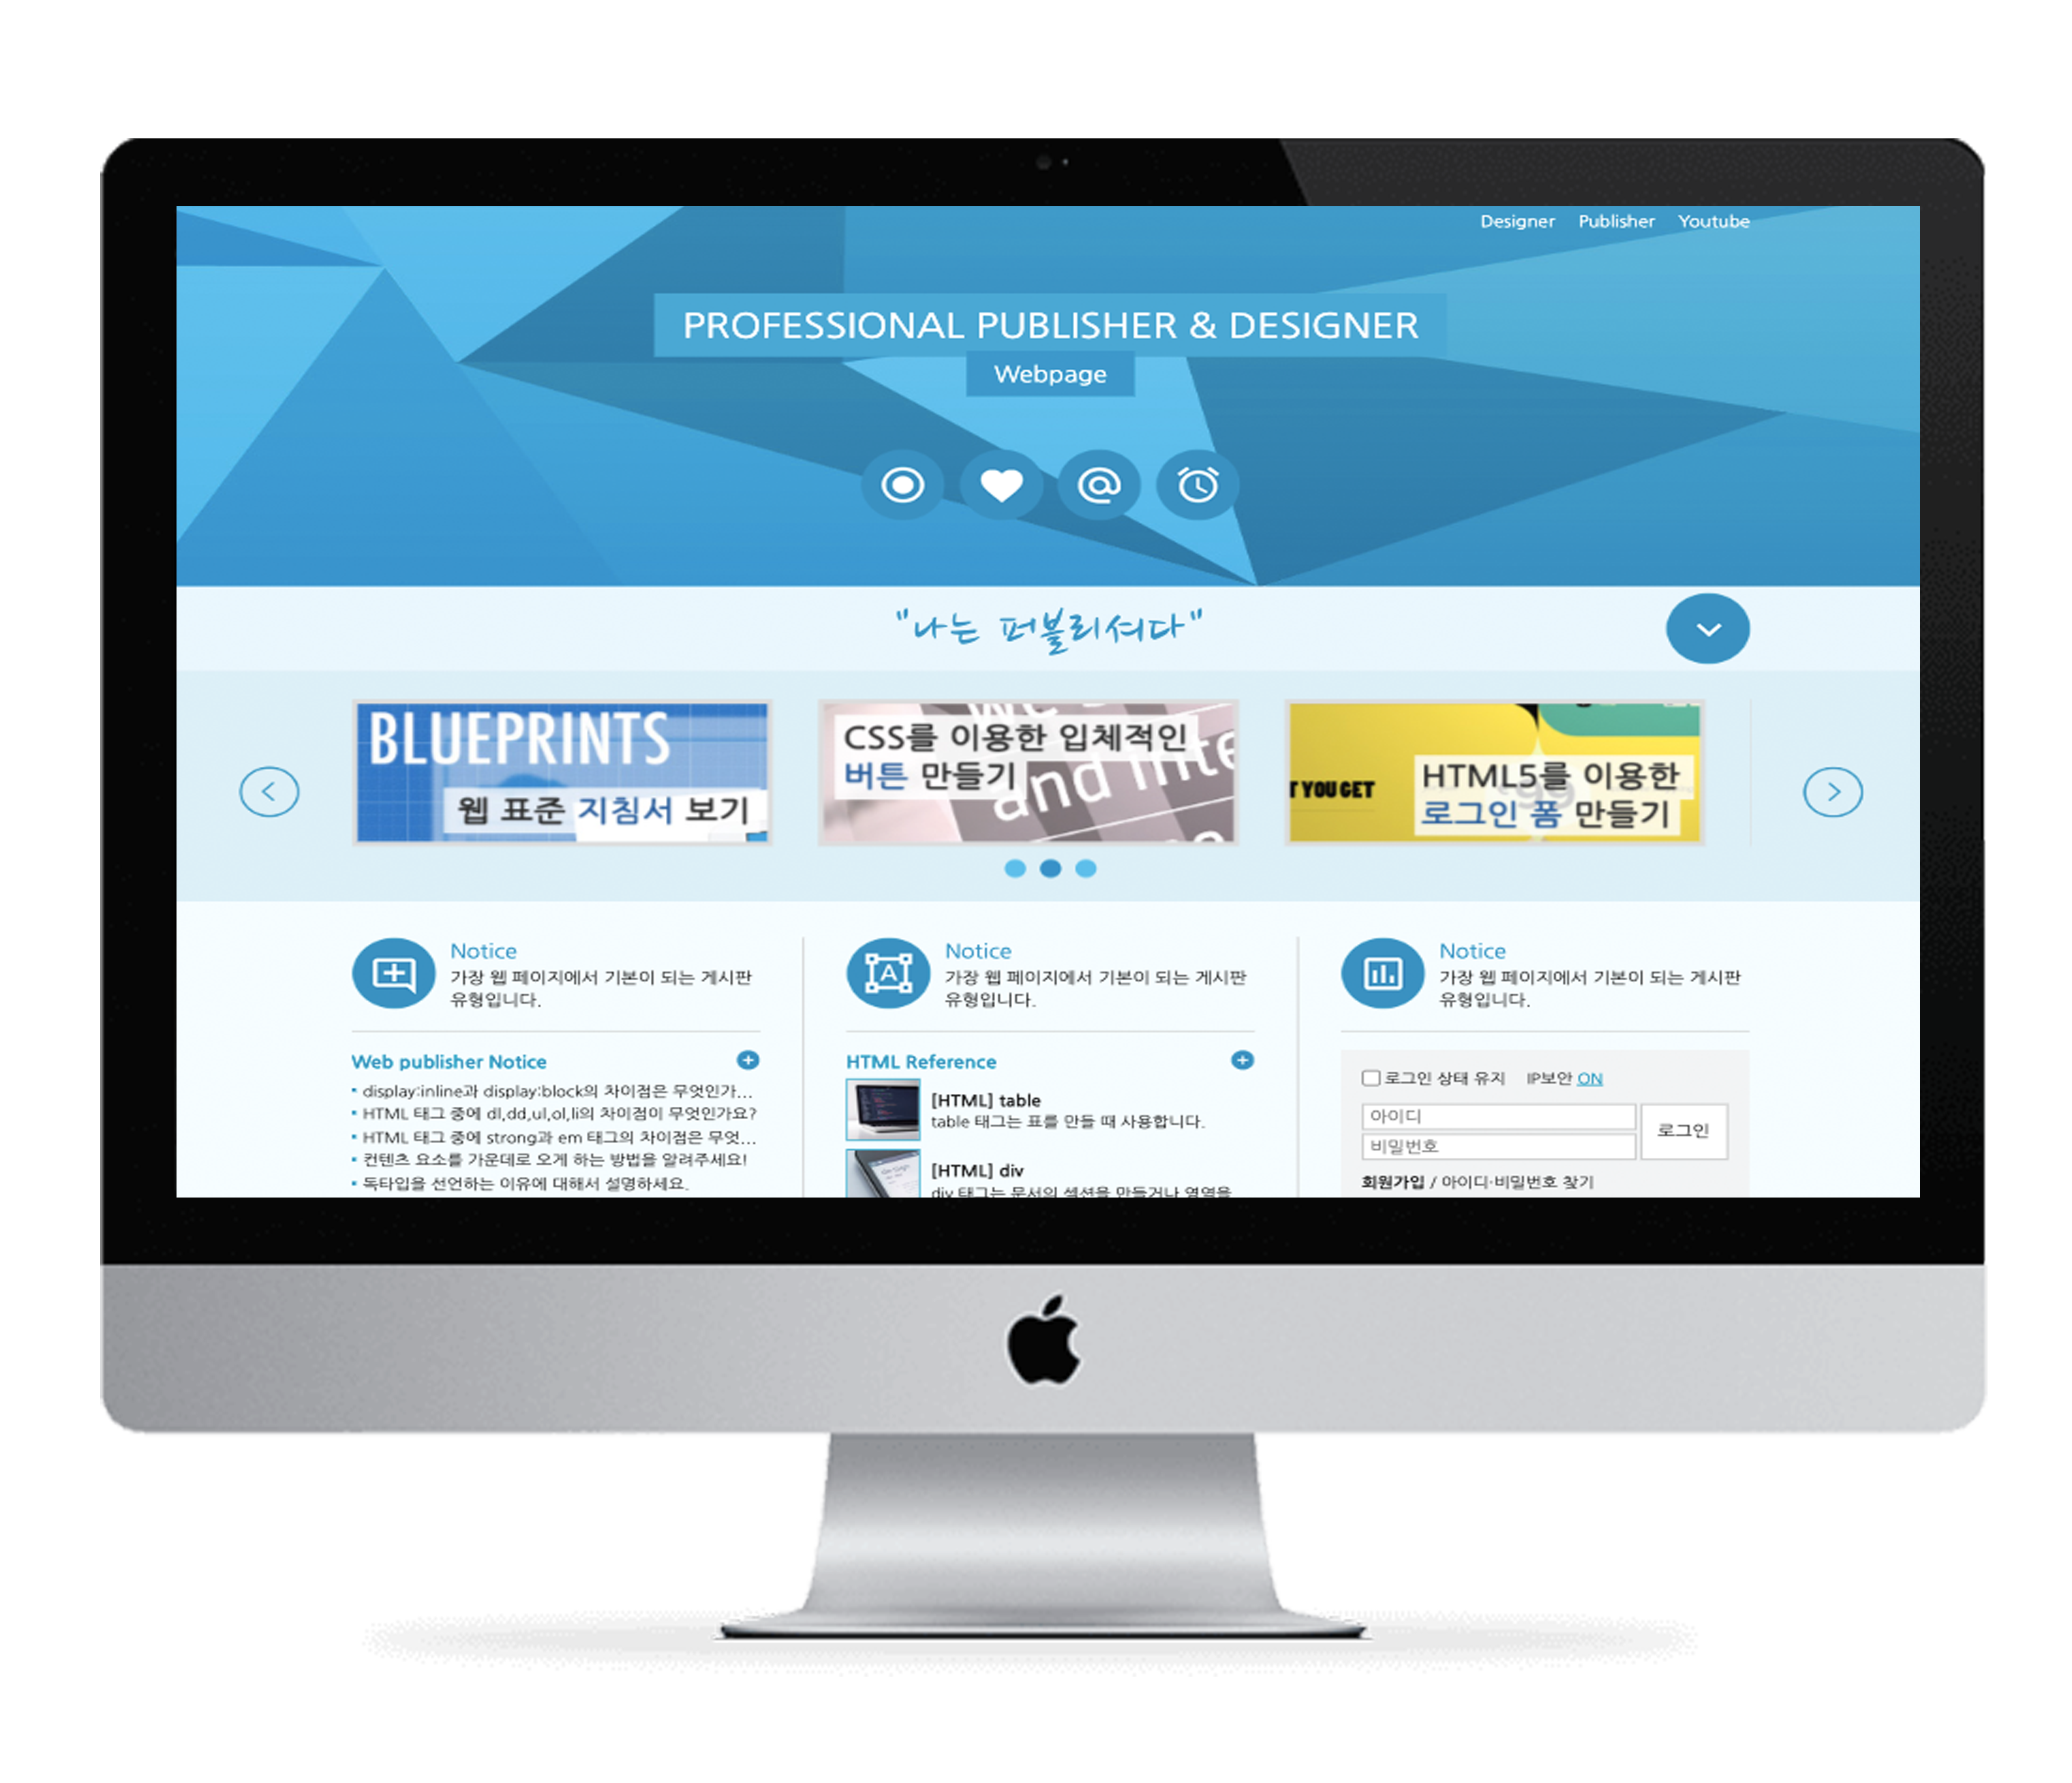 Designer Publisher Youtube
PROFESSIONAL PUBLISHER & DESIGNER
Webpage
"나는 퍼블리셔다"
BLUEPRINTS
웹 표준 지침서 보기
CSS를 이용한 입체적인
버튼 만들기
and inte
T YOU GET
HTML5를 이용한
로그인 폼 만들기
Notice
가장 웹 페이지에서 기본이 되는 게시판
유형입니다.
Notice
가장 웹 페이지에서 기본이 되는 게시판
유형입니다.
Notice
가장 웹 페이지에서 기본이 되는 게시판
유형입니다.
Web publisher Notice
display:inline과 display:block의 차이점은 무엇인가...
HTML 태그 중에 dl,dd,ul,ol,li의 차이점이 무엇인가요?
HTML 태그 중에 strong과 em 태그의 차이점은 무엇...
컨텐츠 요소를 가운데로 오게 하는 방법을 알려주세요!
독타입을 선언하는 이유에 대해서 설명하세요.
HTML Reference
[HTML] table
table 태그는 표를 만들 때 사용합니다.
[HTML] div
div 태그는 문서의 섹션을 만들거나 영역을
로그인 상태 유지 IP보안 ON
아이디
비밀번호
로그인
회원가입 / 아이디·비밀번호 찾기